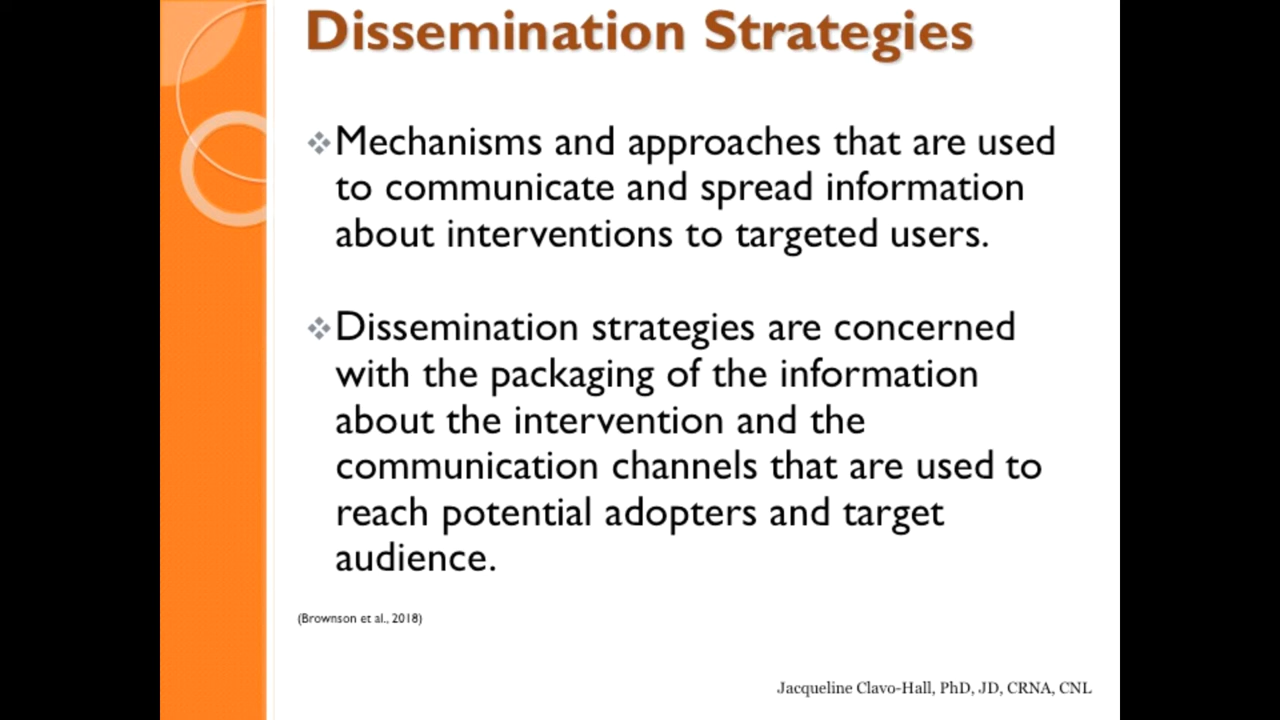 Dissemination Strategies
❖Mechanisms and approaches that are used
to communicate and spread information
about interventions to targeted users.
❖Dissemination strategies are concerned
with the packaging of the information
about the intervention and the
communication channels that are used to
reach potential adopters and target
audience.
(Brownson et al., 2018)
Jacqueline Clavo-Hall, PhD, JD, CRNA, CNL